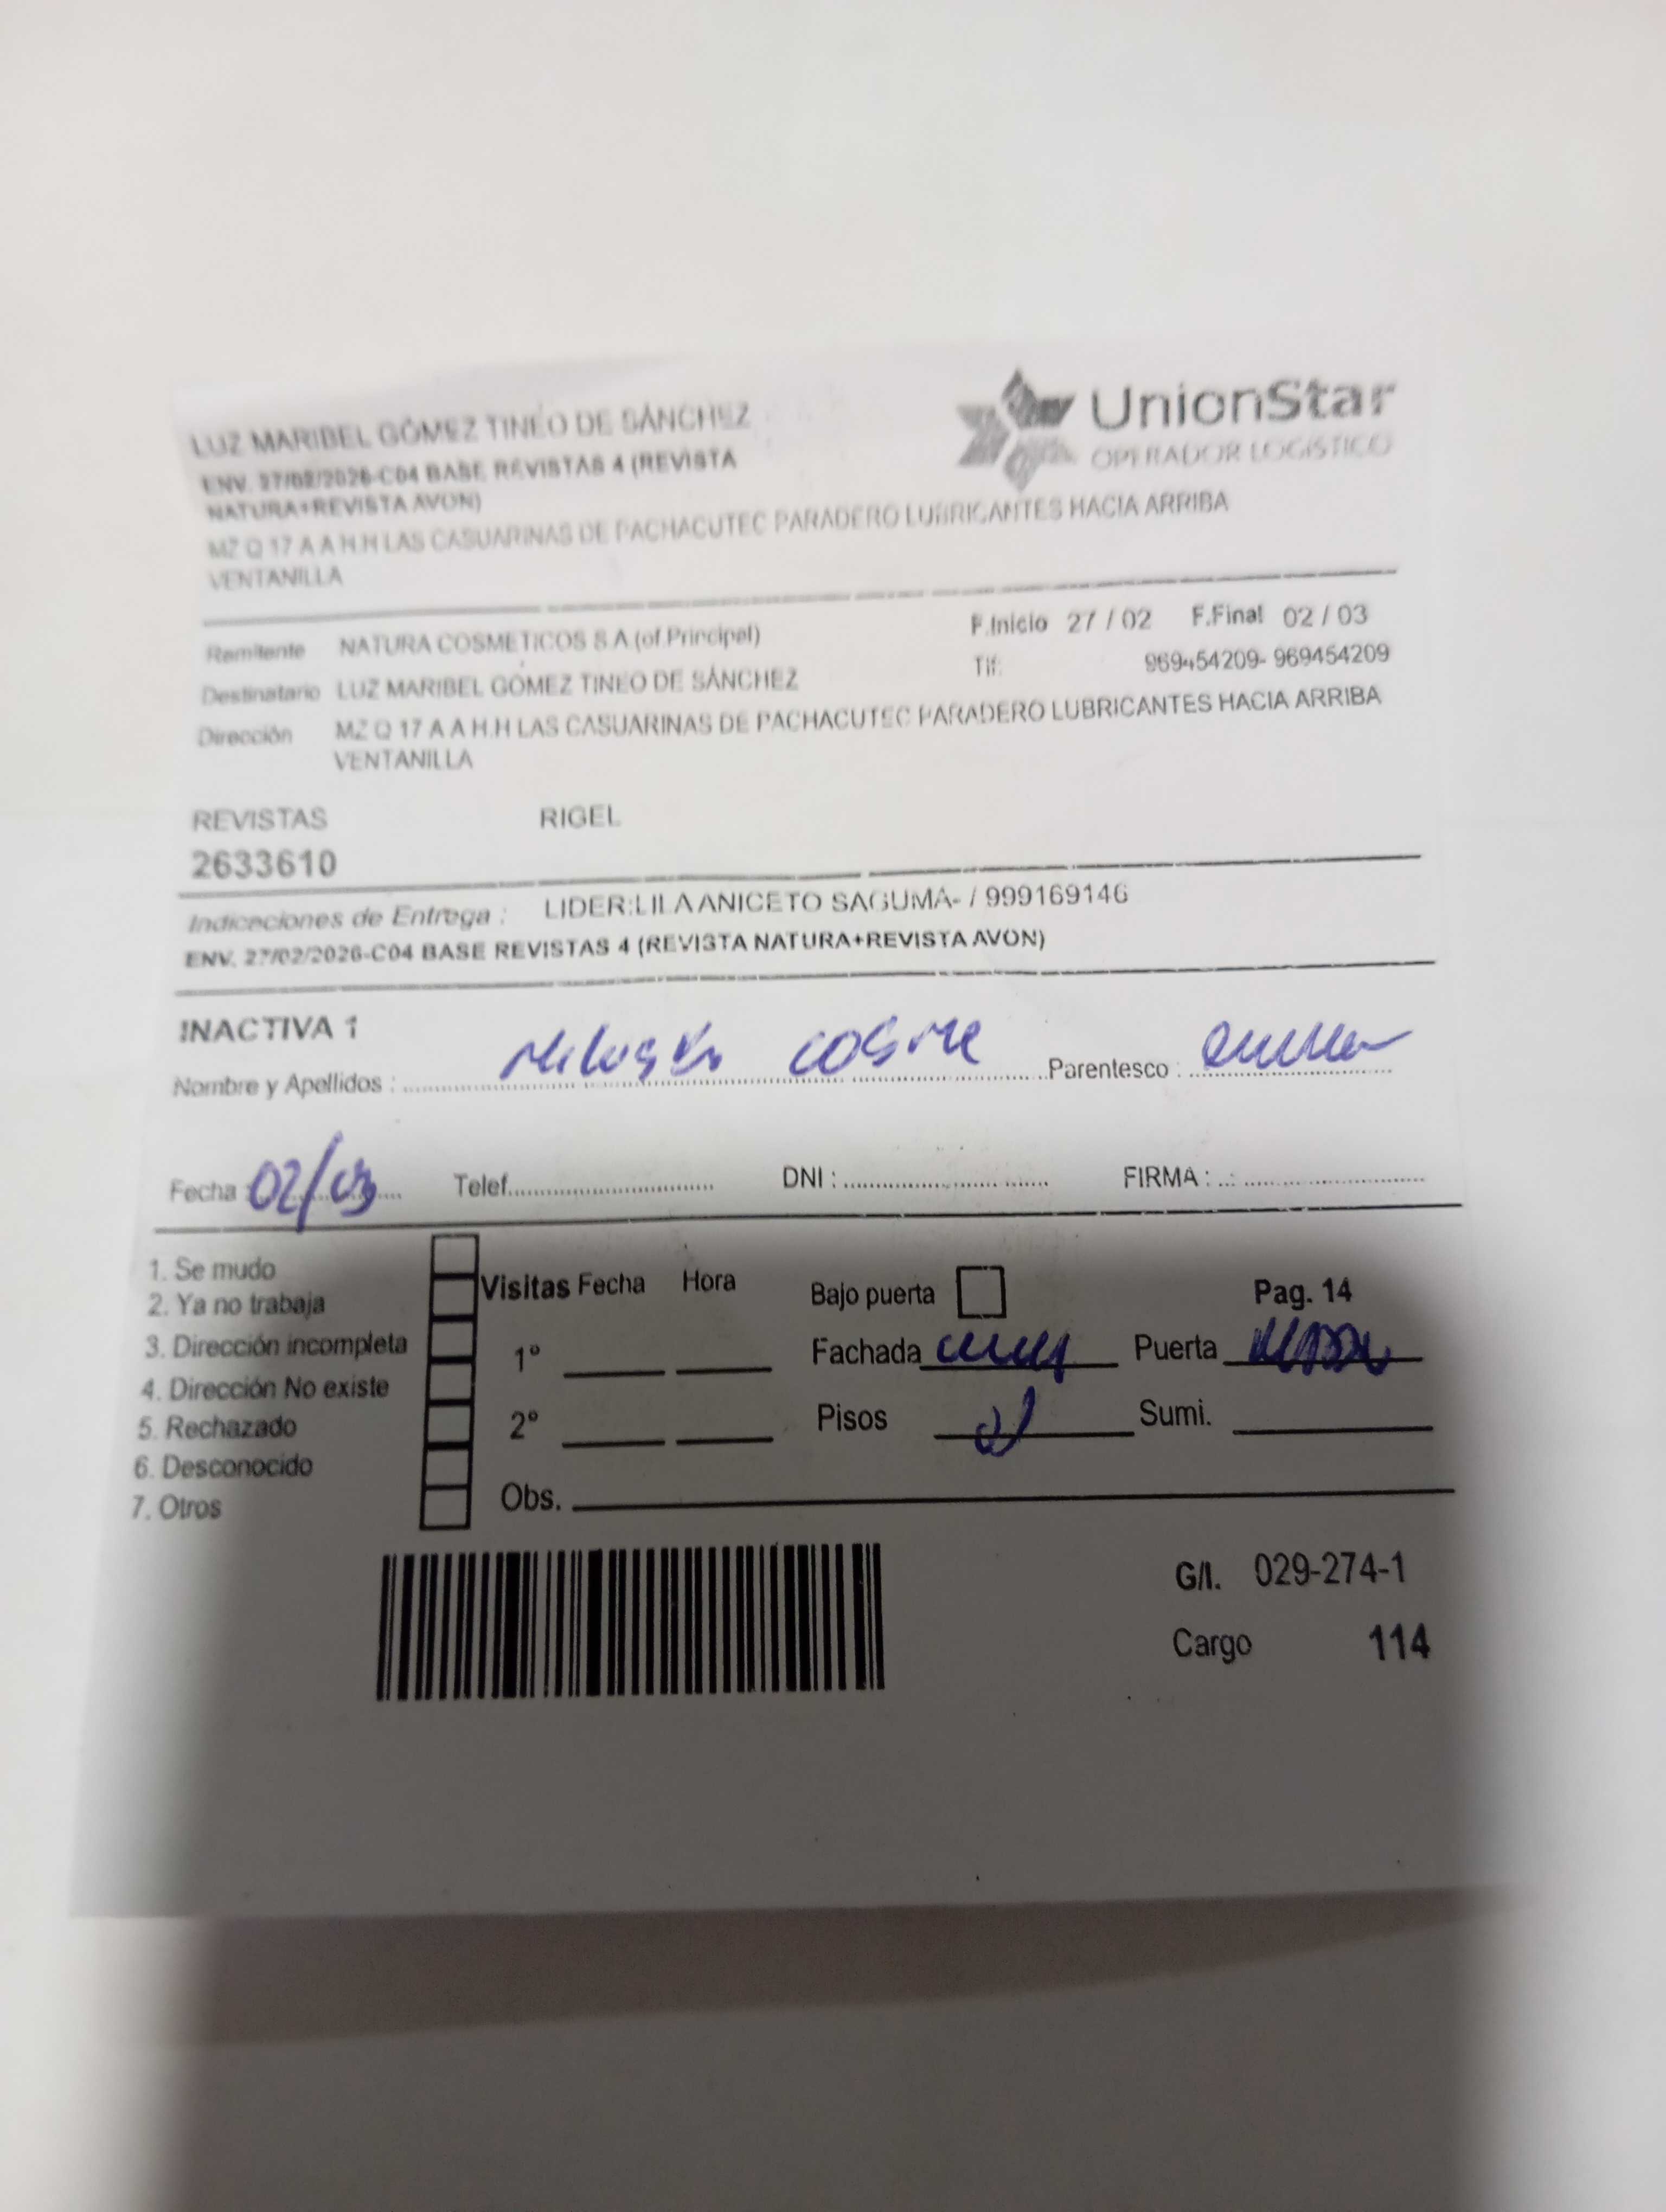 LUZ MARIBEL GÓMEZ TINEO DE SÁNCHEZ
UnionStar
OPERADOR LOGISTICO
ENV. 27/02/2026-C04 BASE REVISTAS 4 (REVISTA
NATURA+REVISTA AVON)
MZ Q 17 A A H.H LAS CASUARINAS DE PACHACUTEC PARADERO LUBRICANTES HACIA ARRIBA
VENTANILLA
Remitente NATURA COSMETICOS S.A.(of.Principal) F.Inicio 27 / 02 F.Final 02 / 03
Destinatario LUZ MARIBEL GÓMEZ TINEO DE SÁNCHEZ Tlf: 969454209- 969454209
Dirección MZ Q 17 A A H.H LAS CASUARINAS DE PACHACUTEC PARADERO LUBRICANTES HACIA ARRIBA
VENTANILLA
REVISTAS RIGEL
2633610
Indicaciones de Entrega : LIDER:LILA ANICETO SAGUMA- / 999169146
ENV. 27/02/2026-C04 BASE REVISTAS 4 (REVISTA NATURA+REVISTA AVON)
INACTIVA 1
Nombre y Apellidos : cosme Parentesco :
Fecha : 02/03 Telef. DNI : FIRMA :
1. Se mudo
2. Ya no trabaja
3. Dirección incompleta
4. Dirección No existe
5. Rechazado
6. Desconocido
7. Otros
Visitas Fecha Hora
1°
2°
Bajo puerta Pag. 14
Fachada Puerta
Pisos Sumi.
Obs.
G/I. 029-274-1
Cargo 114